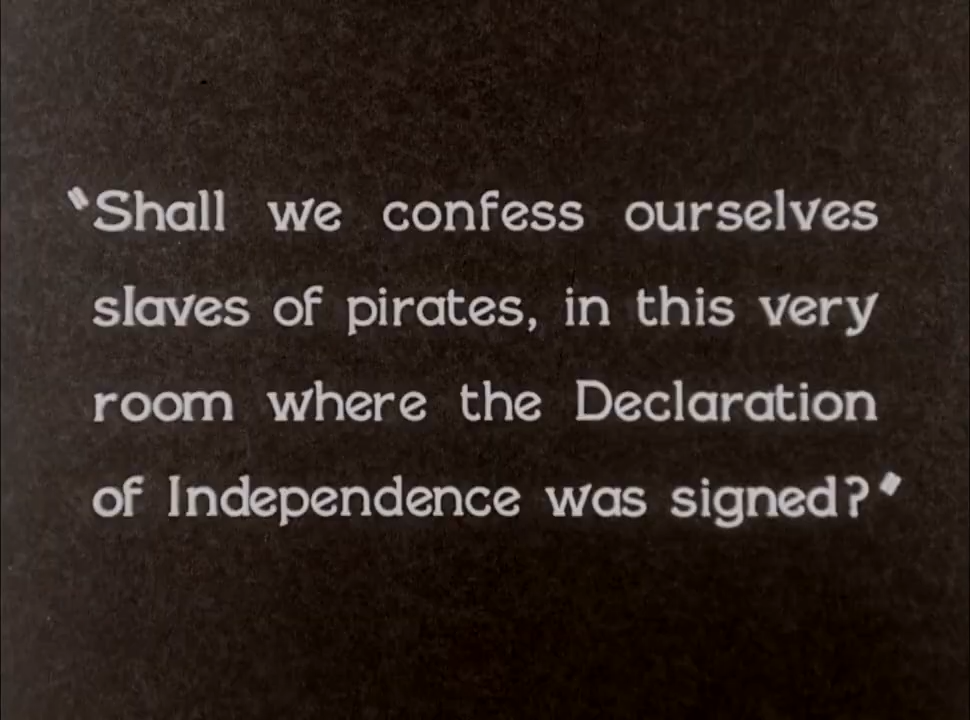 "Shall we confess ourselves
slaves of pirates, in this very
room where the Declaration
of Independence was signed?"